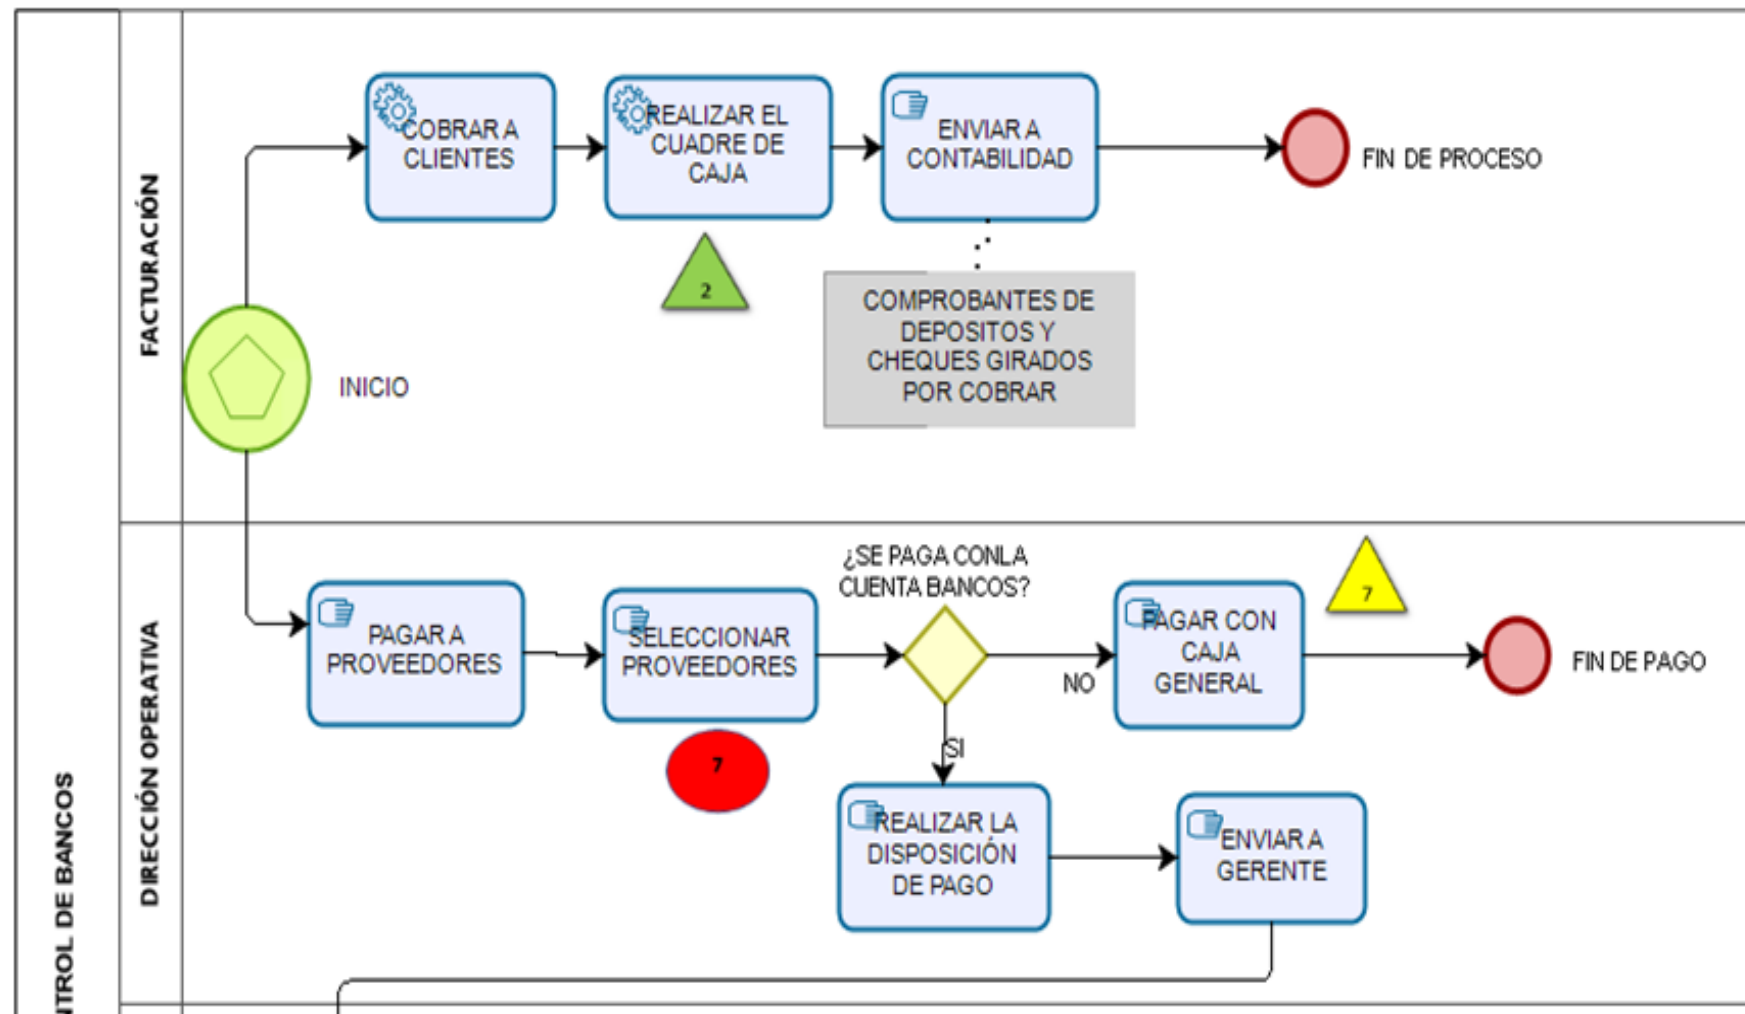 FACTURACIÓN
COBRAR A
CLIENTES
REALIZAR EL
CUADRE DE
CAJA
ENVIAR A
CONTABILIDAD
FIN DE PROCESO
2
COMPROBANTES DE
DEPOSITOS Y
CHEQUES GIRADOS
POR COBRAR
INICIO
NTROL DE BANCOS
DIRECCIÓN OPERATIVA
¿SE PAGA CONLA
CUENTA BANCOS?
7
PAGAR A
PROVEEDORES
SELECCIONAR
PROVEEDORES
NO
PAGAR CON
CAJA
GENERAL
FIN DE PAGO
7
SI
REALIZAR LA
DISPOSICIÓN
DE PAGO
ENVIAR A
GERENTE